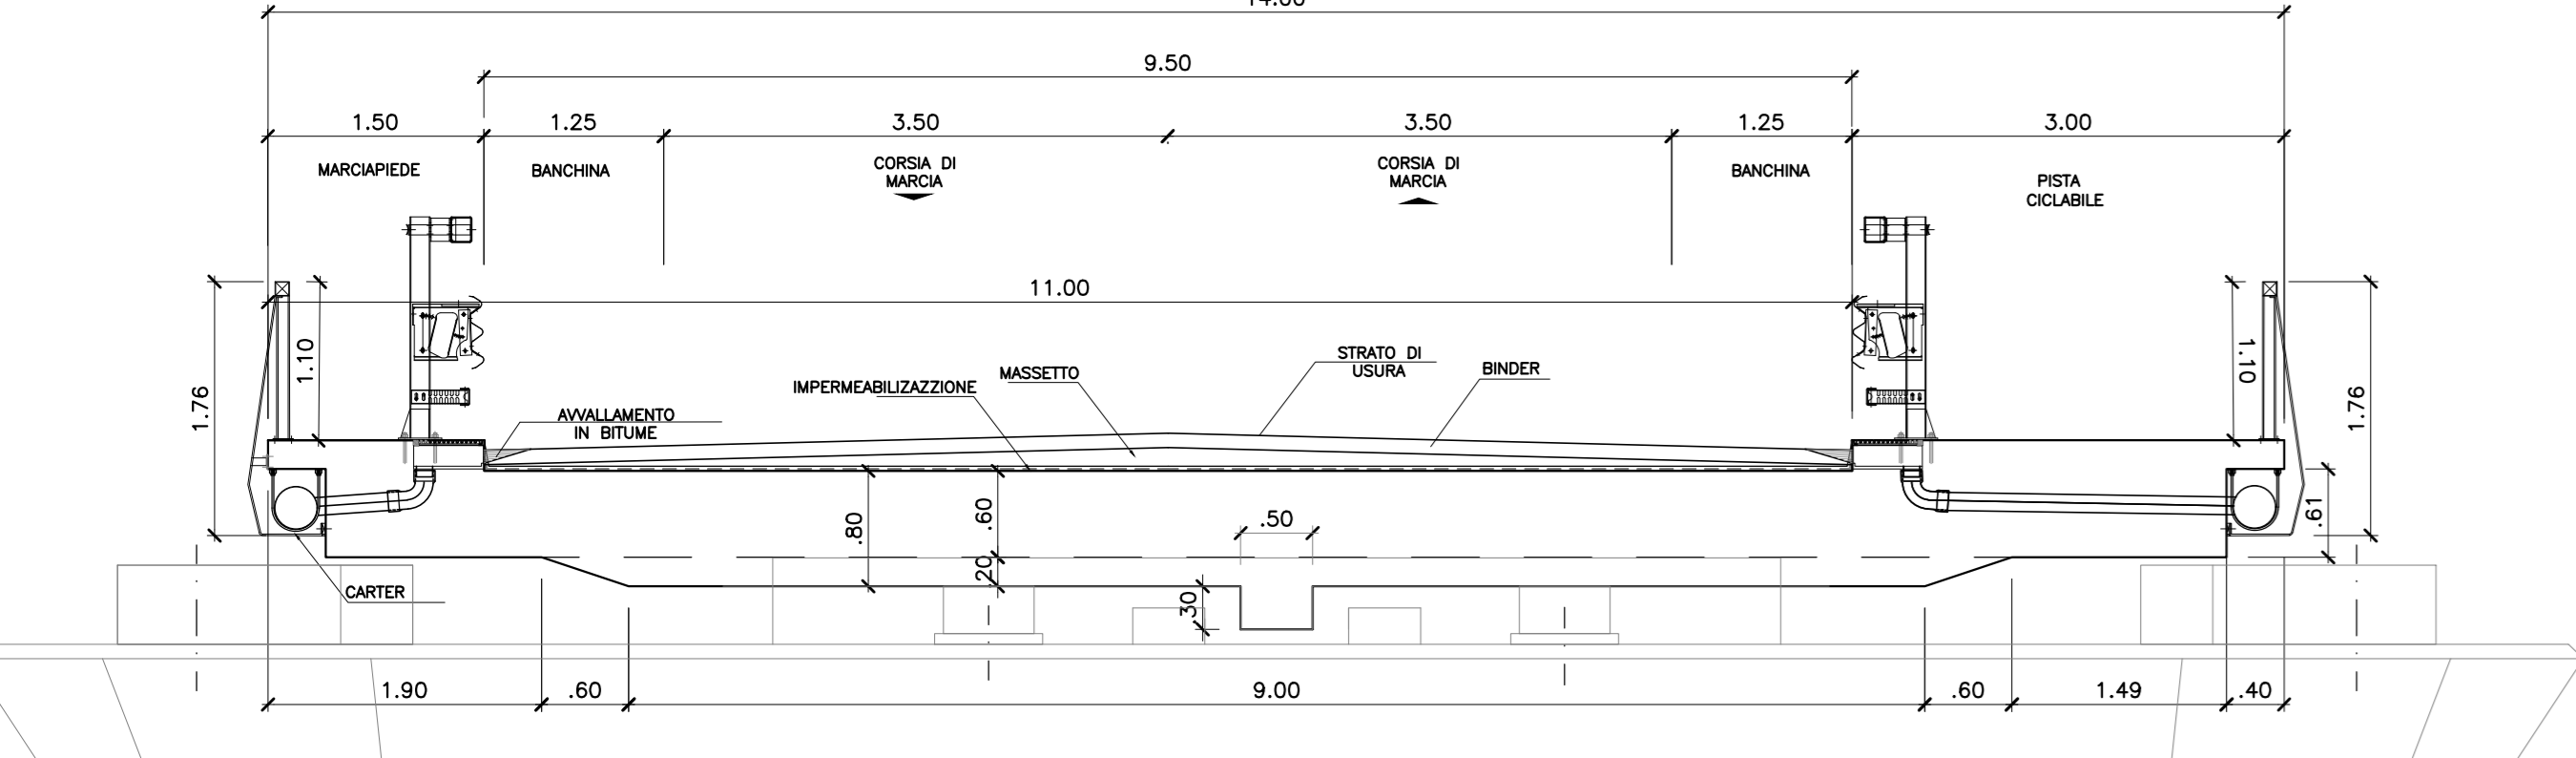 14.00
9.50
1.50
1.25
3.50
3.50
1.25
3.00
MARCIAPIEDE
BANCHINA
CORSIA DI
MARCIA
CORSIA DI
MARCIA
BANCHINA
PISTA
CICLABILE
11.00
1.76
1.10
1.10
1.76
IMPERMEABILIZAZZIONE
MASSETTO
STRATO DI
USURA
BINDER
AVVALLAMENTO
IN BITUME
.80
.60
.50
.61
.20
.30
CARTER
1.90
.60
9.00
.60
1.49
.40